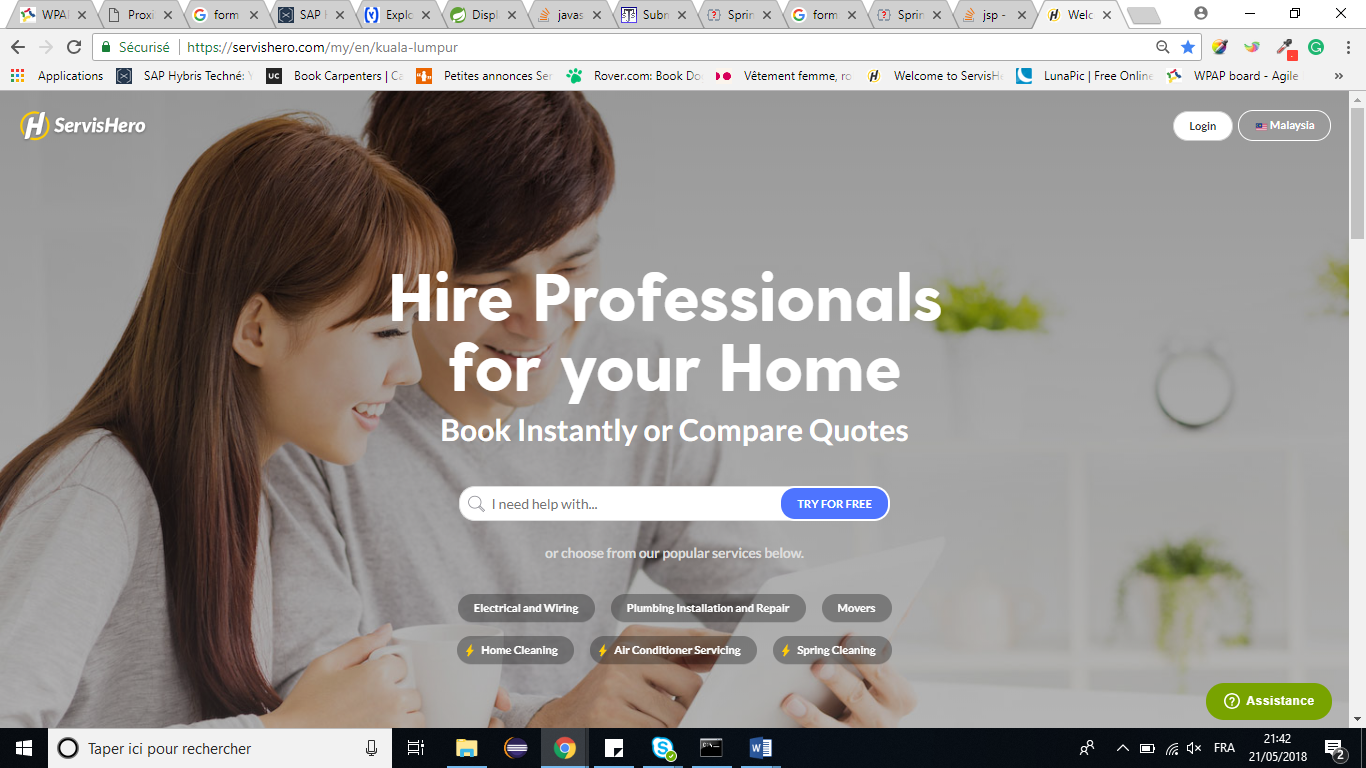 WPAP
Proxi
form
SAP H
Explo
Displ
javas
Subm
Sprin
form
Sprin
jsp -
Welc
Sécurisé https://servishero.com/my/en/kuala-lumpur
Applications SAP Hybris Techné: Y UC Book Carpenters | Ca Petites annonces Ser Rover.com: Book Do Vêtement femme, ro Welcome to ServisHe LunaPic | Free Online WPAP board - Agile »
H ServisHero
Login
Malaysia
Hire Professionals
for your Home
Book Instantly or Compare Quotes
I need help with... TRY FOR FREE
or choose from our popular services below.
Electrical and Wiring Plumbing Installation and Repair Movers
Home Cleaning Air Conditioner Servicing Spring Cleaning
? Assistance
Taper ici pour rechercher
FRA
21:42
21/05/2018
2